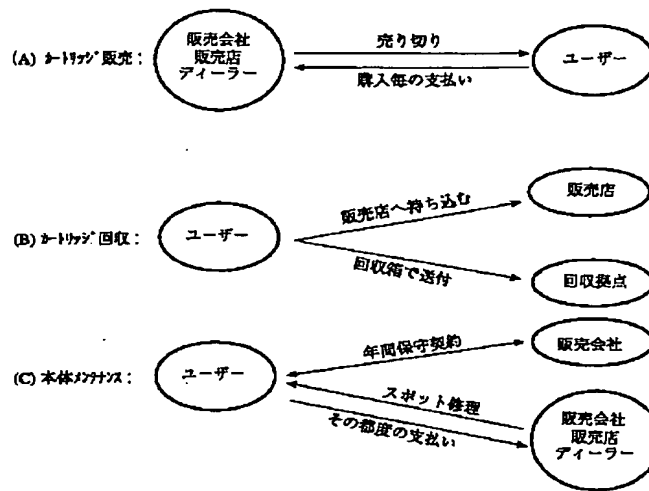 (A) カートリッジ販売：
販売会社
販売店
ディーラー
売り切り
購入毎の支払い
ユーザー
(B) カートリッジ回収：
ユーザー
販売店へ持ち込む
回収箱で送付
販売店
回収拠点
(C) 本体メンテナンス：
ユーザー
年間保守契約
スポット修理
その都度の支払い
販売会社
販売会社
販売店
ディーラー